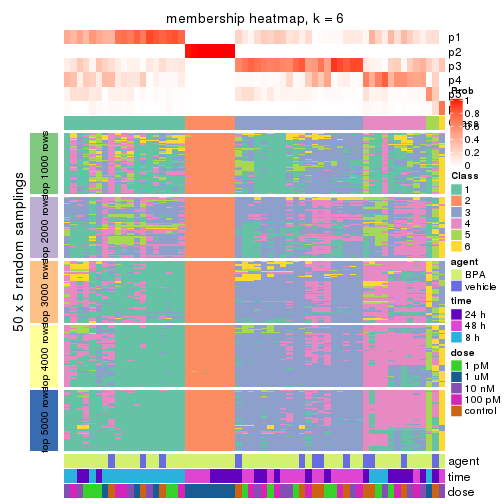 membership heatmap, k = 6
p1
p2
p3
p4
p5
Prob
1
0.8
0.6
0.4
0.2
0
Class
1
2
3
4
5
6
agent
BPA
vehicle
time
24 h
48 h
8 h
dose
1 pM
1 uM
10 nM
100 pM
control
50 x 5 random samplings
top 1000 rows
top 2000 rows
top 3000 rows
top 4000 rows
top 5000 rows
agent
time
dose